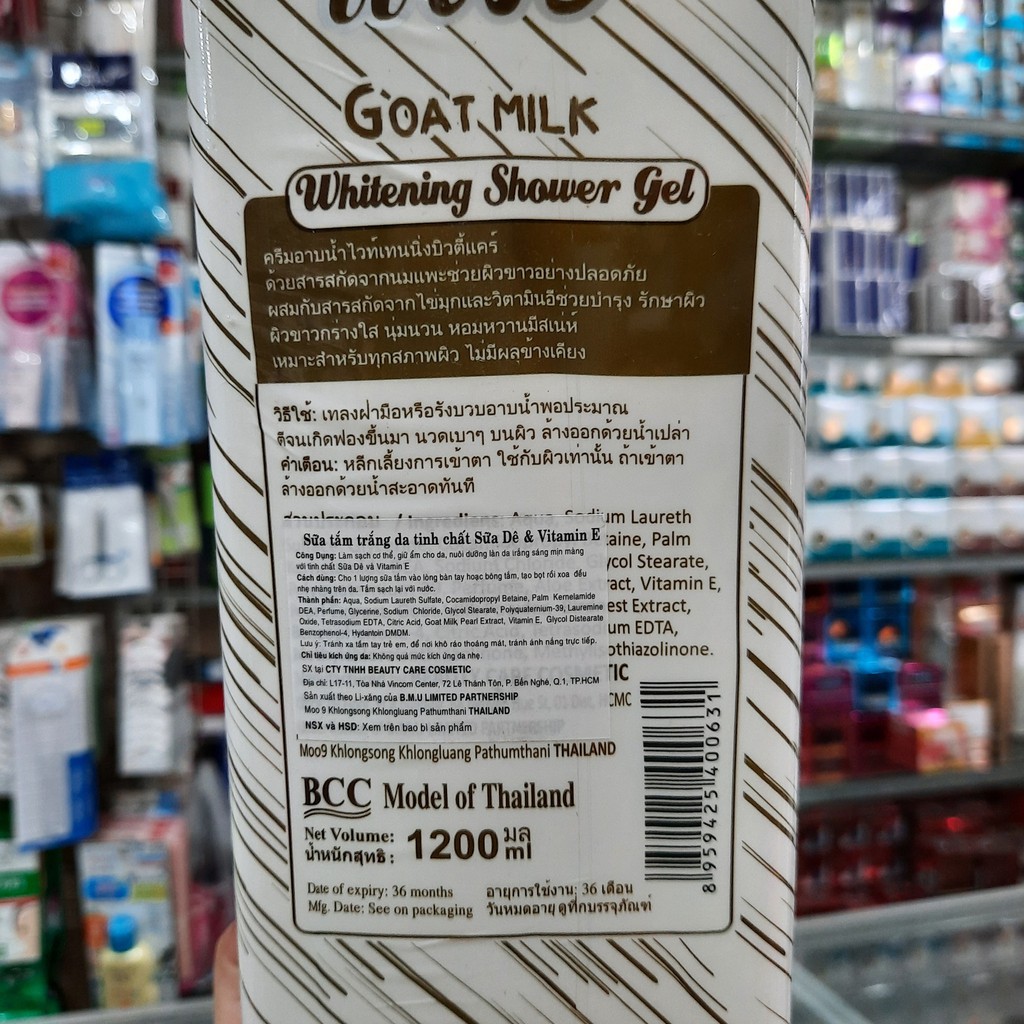 GOAT MILK
Whitening Shower Gel
ครีมอาบน้ำไวท์เทนนิ่งบิวตี้แคร์
ด้วยสารสกัดจากนมแพะช่วยผิวขาวอย่างปลอดภัย
ผสมกับสารสกัดจากไข่มุกและวิตามินอีช่วยบำรุง รักษาผิว
ผิวขาวกร่างใส นุ่มนวน หอมหวานมีสเน่ห์
เหมาะสำหรับทุกสภาพผิว ไม่มีผลข้างเคียง
วิธีใช้: เทลงฝามือหรือรังบวบอาบน้ำพอประมาณ
ตีจนเกิดฟองขึ้นมา นวดเบาๆ บนผิว ล้างออกด้วยน้ำเปล่า
คำเตือน: หลีกเลี้ยงการเข้าตา ใช้กับผิวเท่านั้น ถ้าเข้าตา
ล้างออกด้วยน้ำสะอาดทันที
Sodium Laureth
taine, Palm
ycol Stearate,
ract, Vitamin E,
est Extract,
um EDTA,
othiazolinone.
TIC
CMC
Sữa tắm trắng da tinh chất Sữa Dê & Vitamin E
Công Dụng: Làm sạch cơ thể, giữ ẩm cho da, nuôi dưỡng làn da trắng sáng mịn màng
với tinh chất Sữa Dê và Vitamin E
Cách dùng: Cho 1 lượng sữa tắm vào lòng bàn tay hoặc bông tắm, tạo bọt rồi xoa đều
nhẹ nhàng trên da. Tắm sạch lại với nước.
Thành phần: Aqua, Sodium Laureth Sulfate, Cocamidopropyl Betaine, Palm Kernelamide
DEA, Perfume, Glycerine, Sodium Chloride, Glycol Stearate, Polyquaternium-39, Lauremine
Oxide, Tetrasodium EDTA, Citric Acid, Goat Milk, Pearl Extract, Vitamin E, Glycol Distearate
Benzophenol-4, Hydantoin DMDM.
Lưu ý: Tránh xa tầm tay trẻ em, để nơi khô ráo thoáng mát, tránh ánh nắng trực tiếp.
Chỉ tiêu kích ứng da: Không quá mức kích ứng da nhẹ.
SX tại CTY TNHH BEAUTY CARE COSMETIC
Địa chỉ: L17-11, Tòa Nhà Vincom Center, 72 Lê Thánh Tôn, P. Bến Nghé, Q.1, TP.HCM
Sản xuất theo Li-xăng của B.M.U LIMITED PARTNERSHIP
Moo 9 Khlongsong Khlongluang Pathumthani THAILAND
NSX và HSD: Xem trên bao bì sản phẩm
Moo9 Khlongsong Khlongluang Pathumthani THAILAND
BCC Model of Thailand
Net Volume: 1200 มล
น้ำหนักสุทธิ: ml
Date of expiry: 36 months อายุการใช้งาน: 36 เดือน
Mfg. Date: See on packaging วันหมดอายุ ดูที่กบรรจุภัณฑ์
8 959425 400631